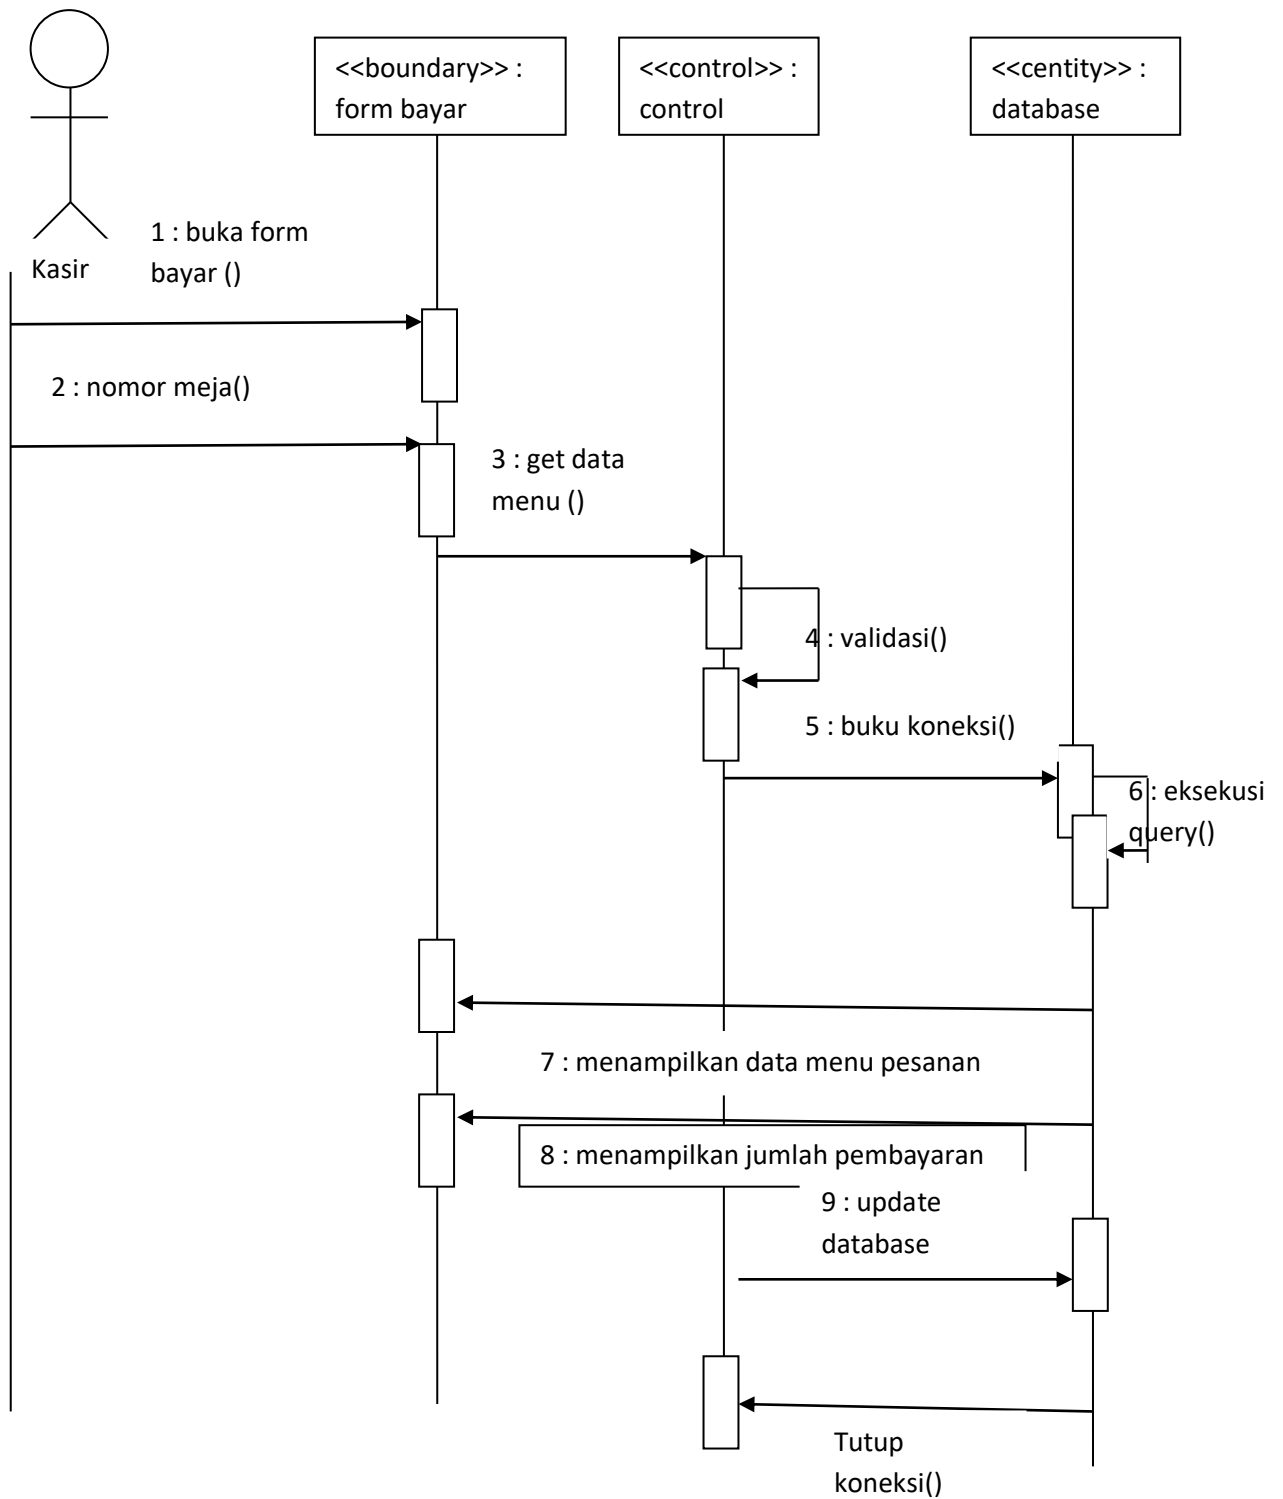 <<boundary>> :
form bayar
<<control>> :
control
<<centity>> :
database
Kasir
1 : buka form
bayar ()
2 : nomor meja()
3 : get data
menu ()
4 : validasi()
5 : buku koneksi()
6 : eksekusi
query()
7 : menampilkan data menu pesanan
8 : menampilkan jumlah pembayaran
9 : update
database
Tutup
koneksi()